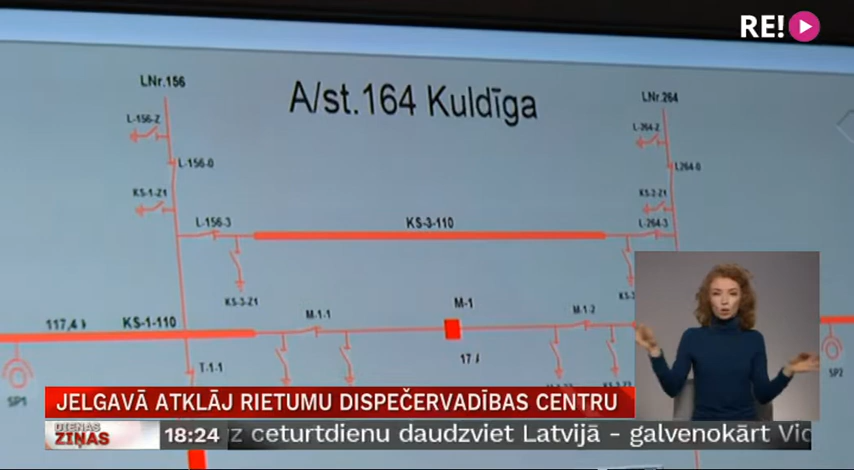 RE!
A/st.164 Kuldīga
LNr.156
LNr.264
L-156-Z
L-264-Z
L-156-0
L264-0
KS-1-Z1
KS-2-Z1
L-156-3
KS-3-110
L-264-3
KS-3-Z1
M-1-1
M-1
M-1-2
117,4
KS-1-110
17
T-1-1
SP1
SP2
JELGAVĀ ATKLĀJ RIETUMU DISPEČERVADĪBAS CENTRU
DIENAS
ZIŅAS
18:24
uz ceturtdienu daudzviet Latvijā - galvenokārt Vid